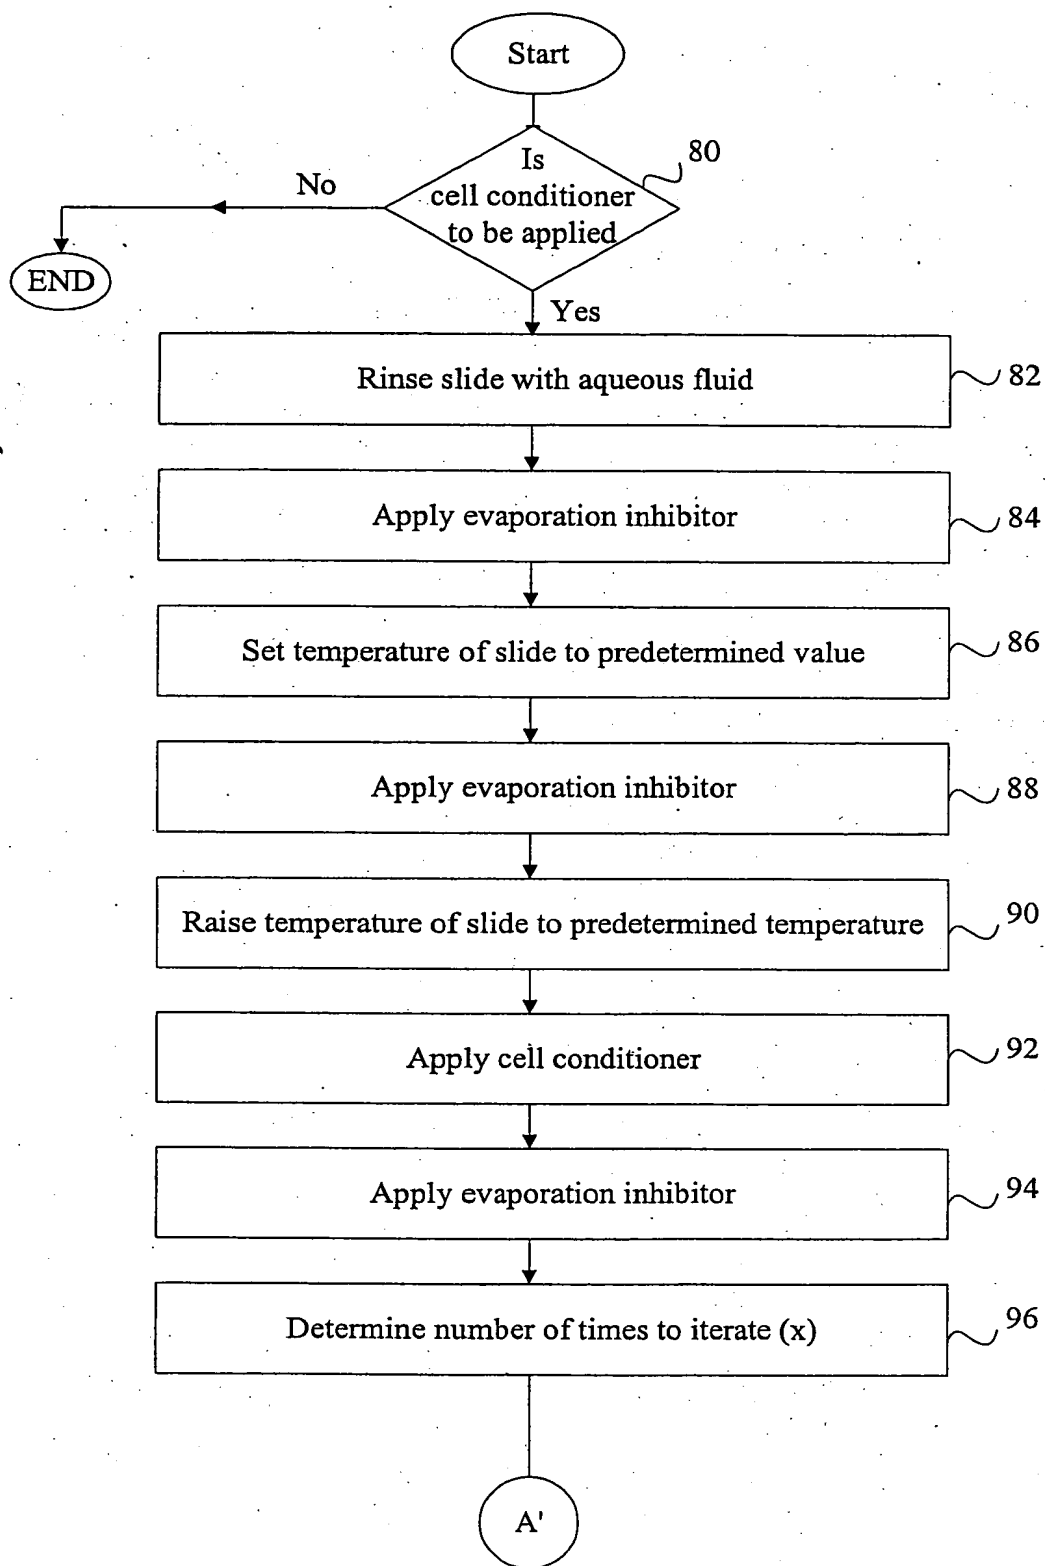 Start
Is
cell conditioner
to be applied
80
No
END
Yes
Rinse slide with aqueous fluid
82
Apply evaporation inhibitor
84
Set temperature of slide to predetermined value
86
Apply evaporation inhibitor
88
Raise temperature of slide to predetermined temperature
90
Apply cell conditioner
92
Apply evaporation inhibitor
94
Determine number of times to iterate (x)
96
A'